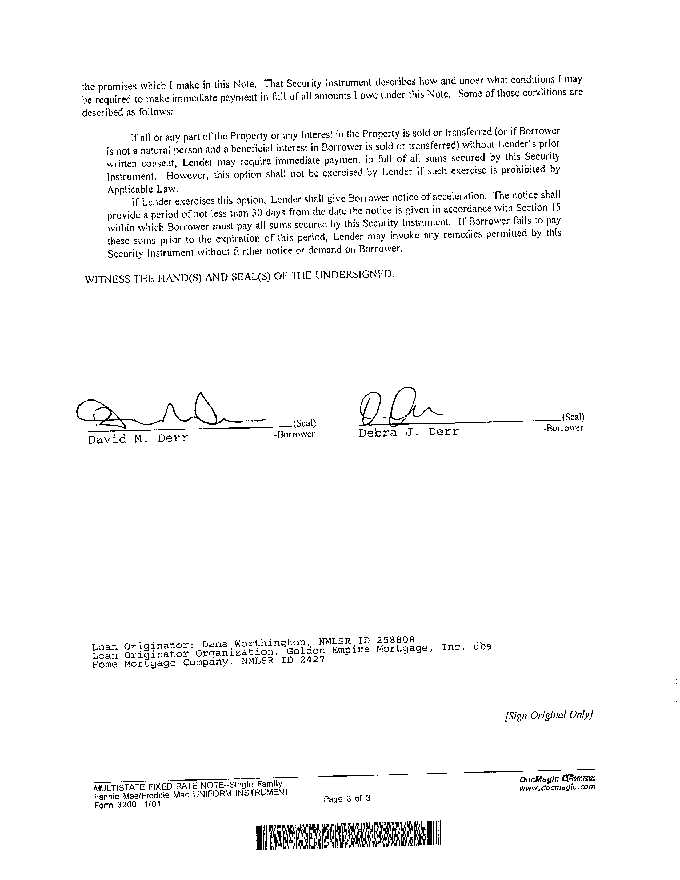 the promises which I make in this Note. That Security Instrument describes how and under what conditions I may
be required to make immediate payment in full of all amounts I owe under this Note. Some of those conditions are
described as follows:
If all or any part of the Property or any Interest in the Property is sold or transferred (or if Borrower
is not a natural person and a beneficial interest in Borrower is sold or transferred) without Lender's prior
written consent, Lender may require immediate payment in full of all sums secured by this Security
Instrument. However, this option shall not be exercised by Lender if such exercise is prohibited by
Applicable Law.
If Lender exercises this option, Lender shall give Borrower notice of acceleration. The notice shall
provide a period of not less than 30 days from the date the notice is given in accordance with Section 15
within which Borrower must pay all sums secured by this Security Instrument. If Borrower fails to pay
these sums prior to the expiration of this period, Lender may invoke any remedies permitted by this
Security Instrument without further notice or demand on Borrower.
WITNESS THE HAND(S) AND SEAL(S) OF THE UNDERSIGNED.
(Seal) (Seal)
David M. Derr -Borrower Debra J. Derr -Borrower
Loan Originator: Dana Worthington, NMLSR ID 258808
Loan Originator Organization: Golden Empire Mortgage, Inc. dba
Home Mortgage Company, NMLSR ID 2427
[Sign Original Only]
MULTISTATE FIXED RATE NOTE--Single Family
Fannie Mae/Freddie Mac UNIFORM INSTRUMENT
Form 3200 1/01
Page 3 of 3
DocMagic
www.docmagic.com